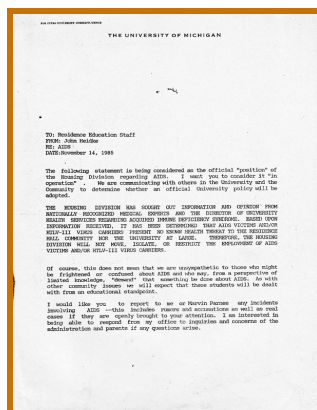 THE UNIVERSITY OF MICHIGAN
TO: Residence Education Staff
FROM: John Heidke
RE: AIDS
DATE: November 14, 1985
The following statement is being considered as the official "position" of
the Housing Division regarding AIDS. I want you to consider it "in
operation" . We are communicating with others in the University and the
Community to determine whether an official University policy will be
adopted.
THE HOUSING DIVISION HAS SOUGHT OUT INFORMATION AND OPINION FROM
NATIONALLY RECOGNIZED MEDICAL EXPERTS AND THE DIRECTOR OF UNIVERSITY
HEALTH SERVICES REGARDING ACQUIRED IMMUNE DEFICIENCY SYNDROME. BASED UPON
INFORMATION RECEIVED, IT HAS BEEN DETERMINED THAT AIDS VICTIMS AND/OR
HTLV-III VIRUS CARRIERS PRESENT NO KNOWN HEALTH THREAT TO THE RESIDENCE
HALL COMMUNITY NOR THE UNIVERSITY AT LARGE. THEREFORE, THE HOUSING
DIVISION WILL NOT MOVE, ISOLATE, OR RESTRICT THE EMPLOYMENT OF AIDS
VICTIMS AND/OR HTLV-III VIRUS CARRIERS.
Of course, this does not mean that we are unsympathetic to those who might
be frightened or confused about AIDS and who may, from a perspective of
limited knowledge, "demand" that something be done about AIDS. As with
other community issues we will expect that these students will be dealt
with from an educational standpoint.
I would like you to report to me or Marvin Parnes any incidents
involving AIDS --this includes rumors and accusations as well as real
cases if they are openly brought to your attention. I am interested in
being able to respond from my office to inquiries and concerns of the
administration and parents if any questions arise.